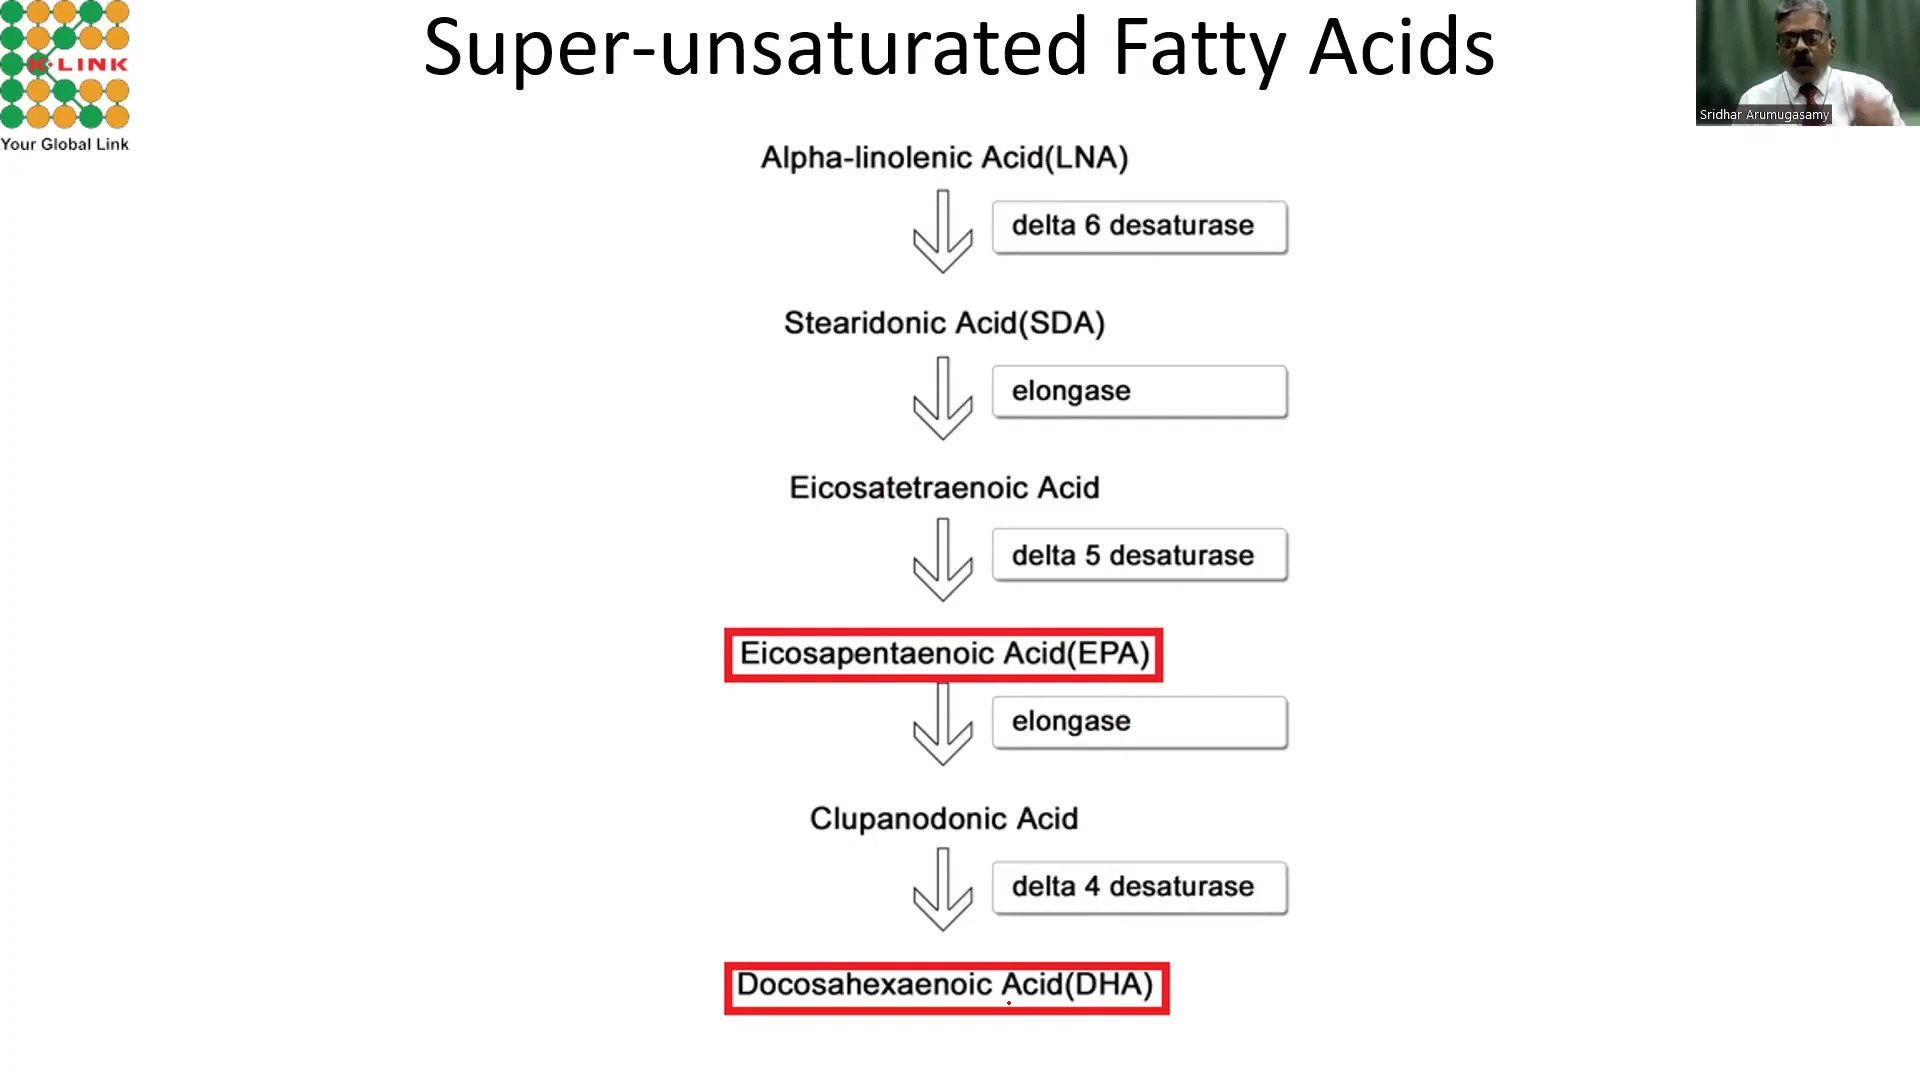 Super-unsaturated Fatty Acids
K-LINK
Your Global Link
Sridhar Arumugasamy
Alpha-linolenic Acid(LNA)
delta 6 desaturase
Stearidonic Acid(SDA)
elongase
Eicosatetraenoic Acid
delta 5 desaturase
Eicosapentaenoic Acid(EPA)
elongase
Clupanodonic Acid
delta 4 desaturase
Docosahexaenoic Acid(DHA)